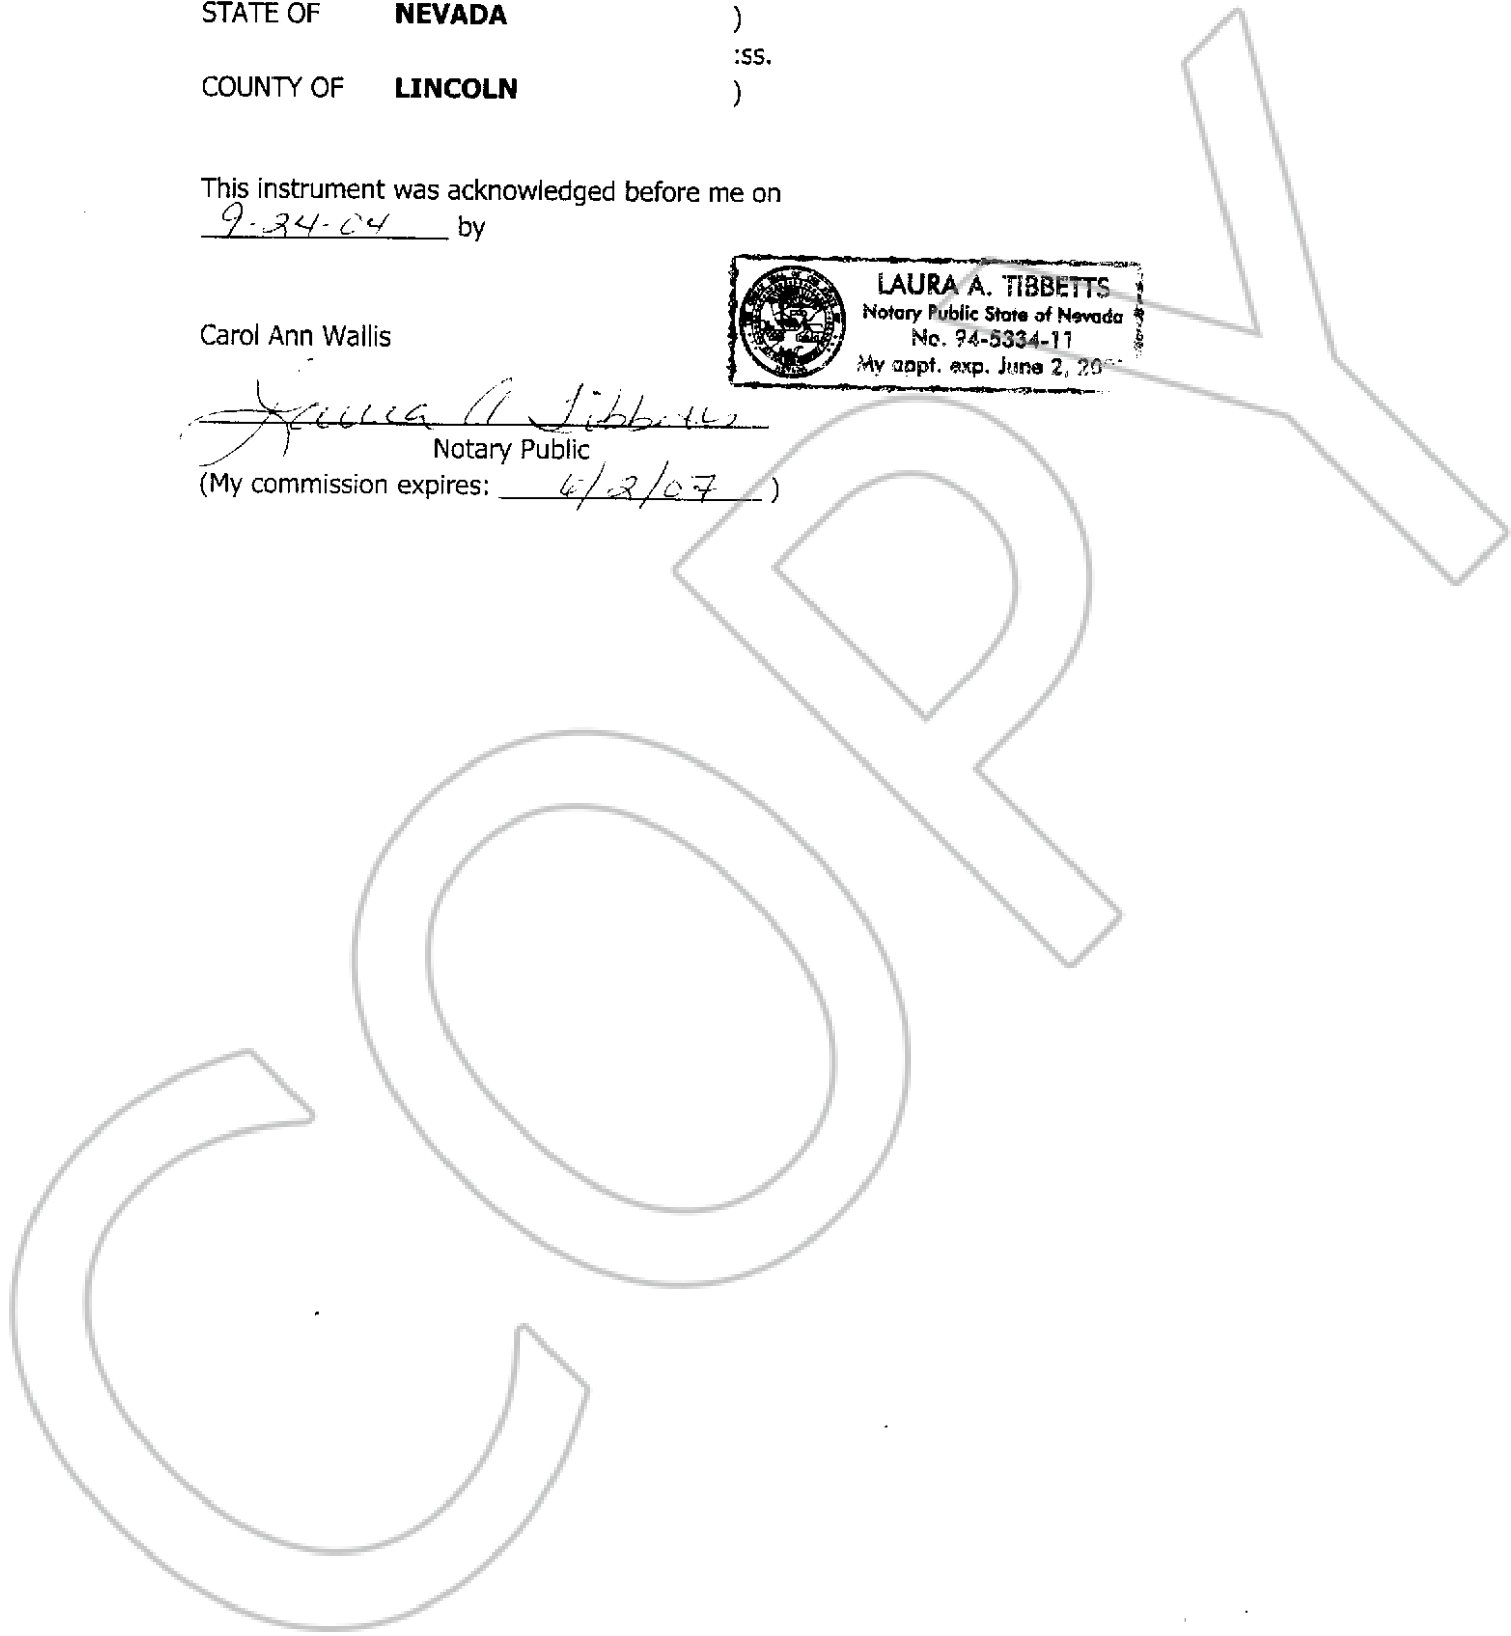 STATE OF NEVADA )
:ss.
COUNTY OF LINCOLN )
This instrument was acknowledged before me on
9-24-04 by
LAURA A. TIBBETTS
Notary Public State of Nevada
No. 94-5334-11
My appt. exp. June 2,
Carol Ann Wallis
Laura A Tibbetts
Notary Public
(My commission expires: 6/2/07 )
COPY